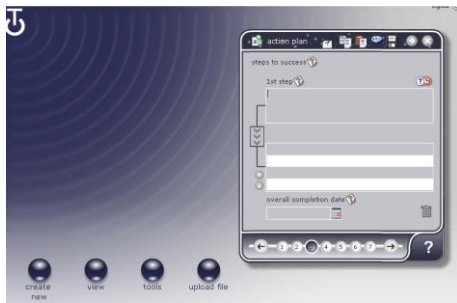 action plan
steps to success
1st step
overall completion date
1 2 4 5 6 7
?
create new
view
tools
upload file